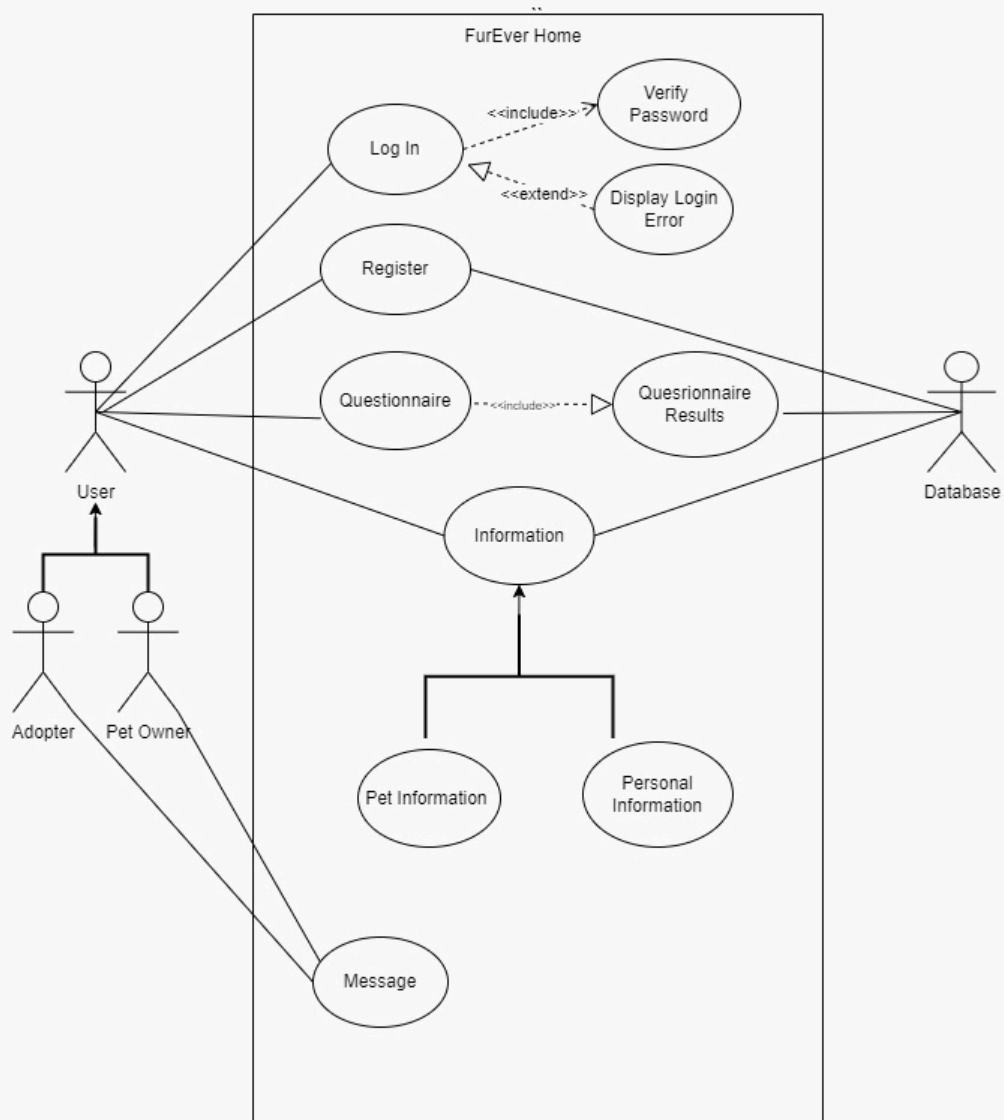 FurEver Home
Verify
Password
<<include>>
Log In
<<extend>>
Display Login
Error
Register
Questionnaire
<<include>>
Quesrionnaire
Results
User
Database
Information
Adopter
Pet Owner
Pet Information
Personal
Information
Message